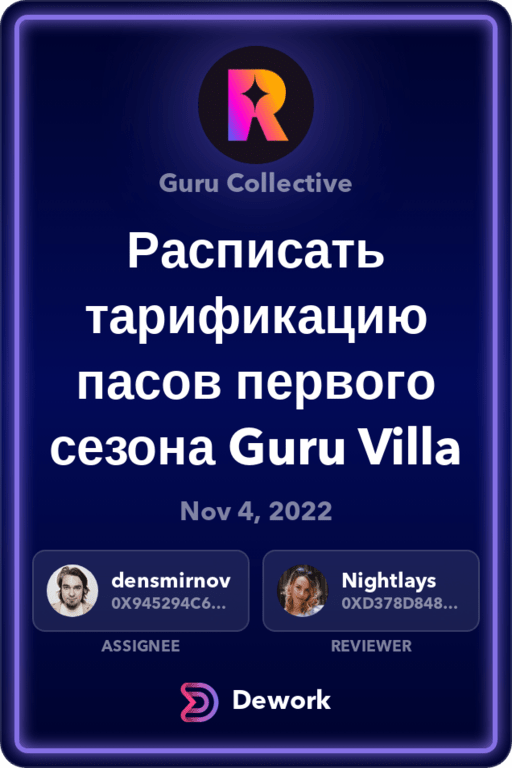 R
Guru Collective
Расписать
тарификацию
пасов первого
сезона Guru Villa
Nov 4, 2022
densmirnov
0X945294C6...
Nightlays
0XD378D848...
ASSIGNEE
REVIEWER
Dework